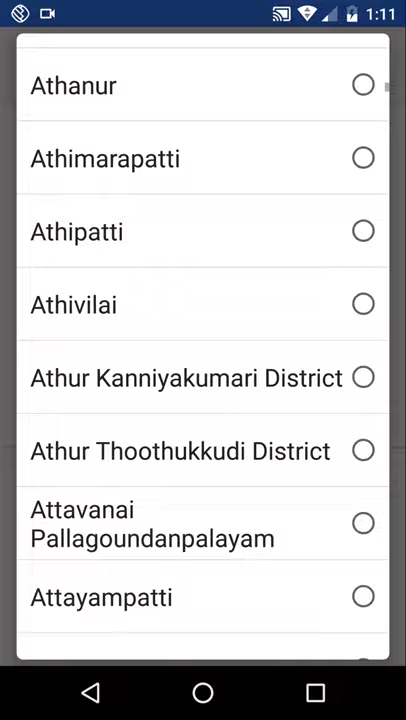 1:11
Athanur
Athimarapatti
Athipatti
Athivilai
Athur Kanniyakumari District
Athur Thoothukkudi District
Attavanai
Pallagoundanpalayam
Attayampatti